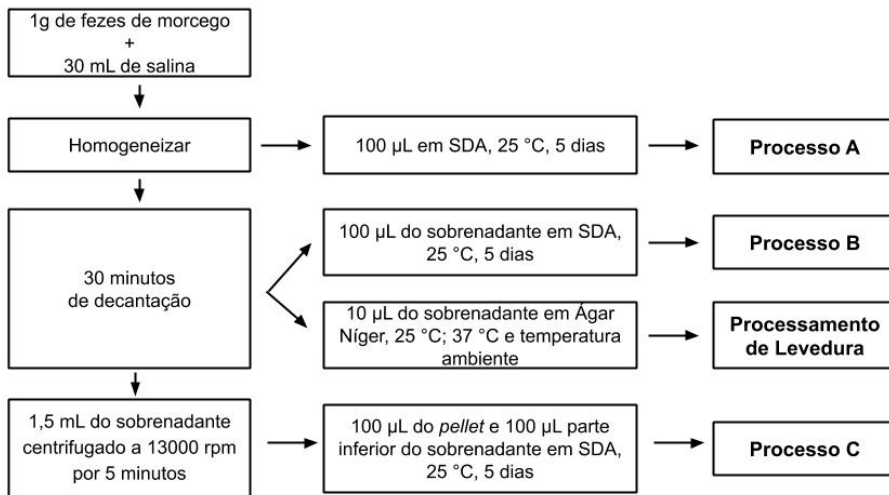 1g de fezes de morcego
+
30 mL de salina
Homogeneizar
100 µL em SDA, 25 °C, 5 dias
Processo A
30 minutos
de decantação
100 µL do sobrenadante em SDA,
25 °C, 5 dias
Processo B
10 µL do sobrenadante em Ágar
Níger, 25 °C; 37 °C e temperatura
ambiente
Processamento
de Levedura
1,5 mL do sobrenadante
centrifugado a 13000 rpm
por 5 minutos
100 µL do pellet e 100 µL parte
inferior do sobrenadante em SDA,
25 °C, 5 dias
Processo C